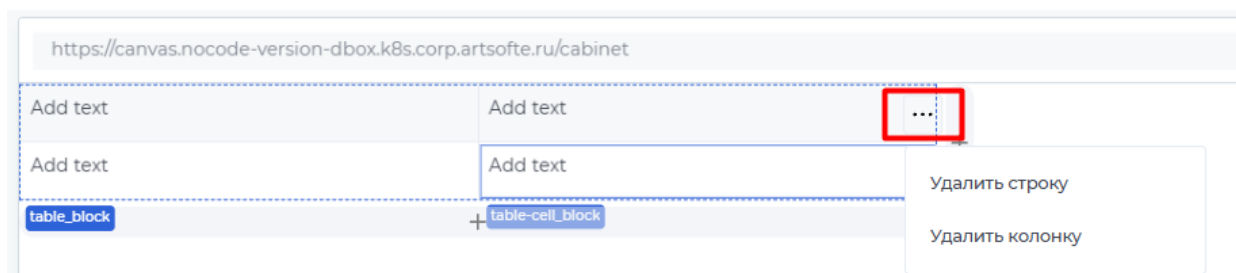 https://canvas.nocode-version-dbox.k8s.corp.artsofte.ru/cabinet
Add text Add text ...
Add text Add text
Удалить строку
table_block + table-cell_block
Удалить колонку